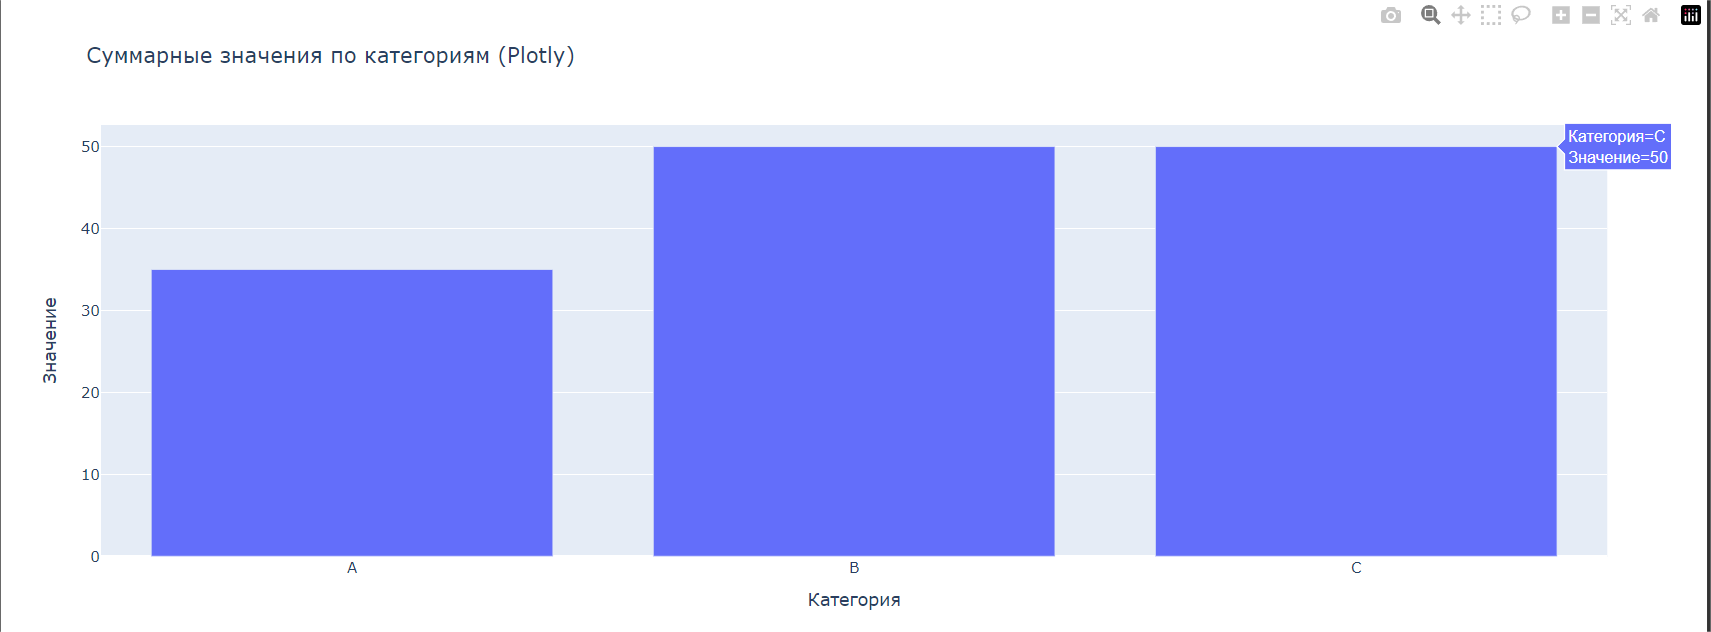 Суммарные значения по категориям (Plotly)
Категория=C
Значение=50
50
40
30
20
10
0
Значение
A
B
C
Категория